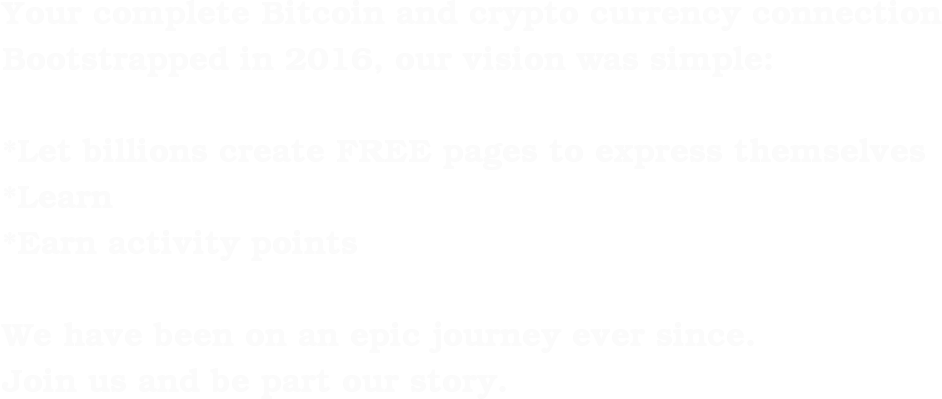 Your complete Bitcoin and crypto currency connection
Bootstrapped in 2016, our vision was simple:
*Let billions create FREE pages to express themselves
*Learn
*Earn activity points
We have been on an epic journey ever since.
Join us and be part our story.